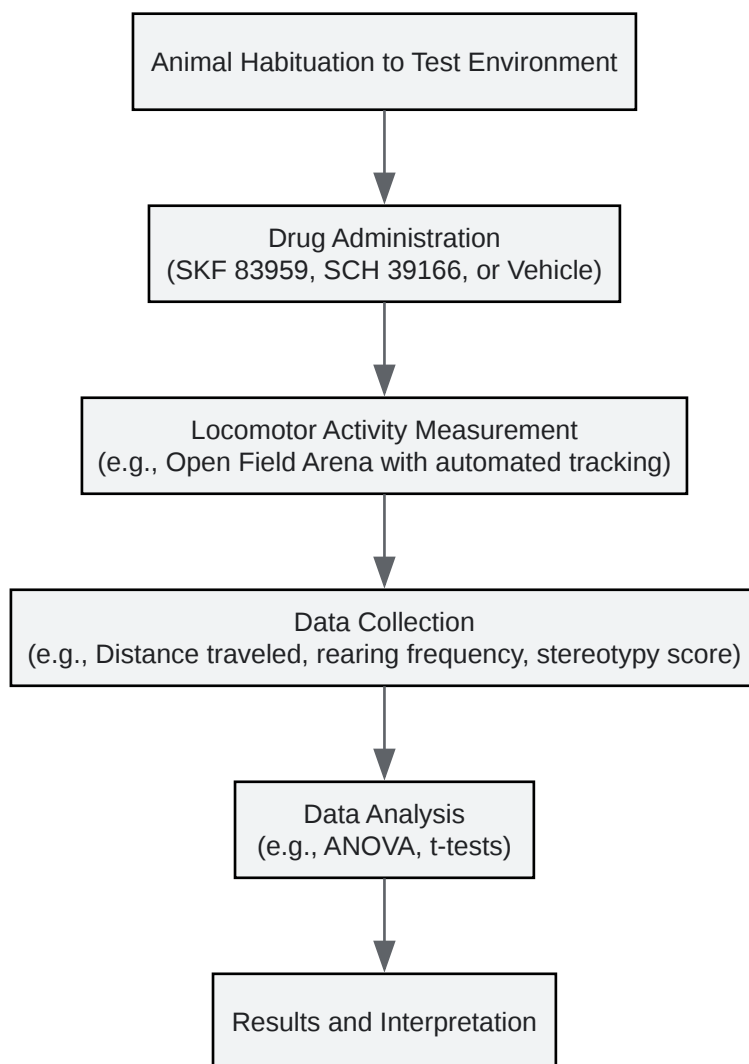 Animal Habituation to Test Environment
Drug Administration
(SKF 83959, SCH 39166, or Vehicle)
Locomotor Activity Measurement
(e.g., Open Field Arena with automated tracking)
Data Collection
(e.g., Distance traveled, rearing frequency, stereotypy score)
Data Analysis
(e.g., ANOVA, t-tests)
Results and Interpretation